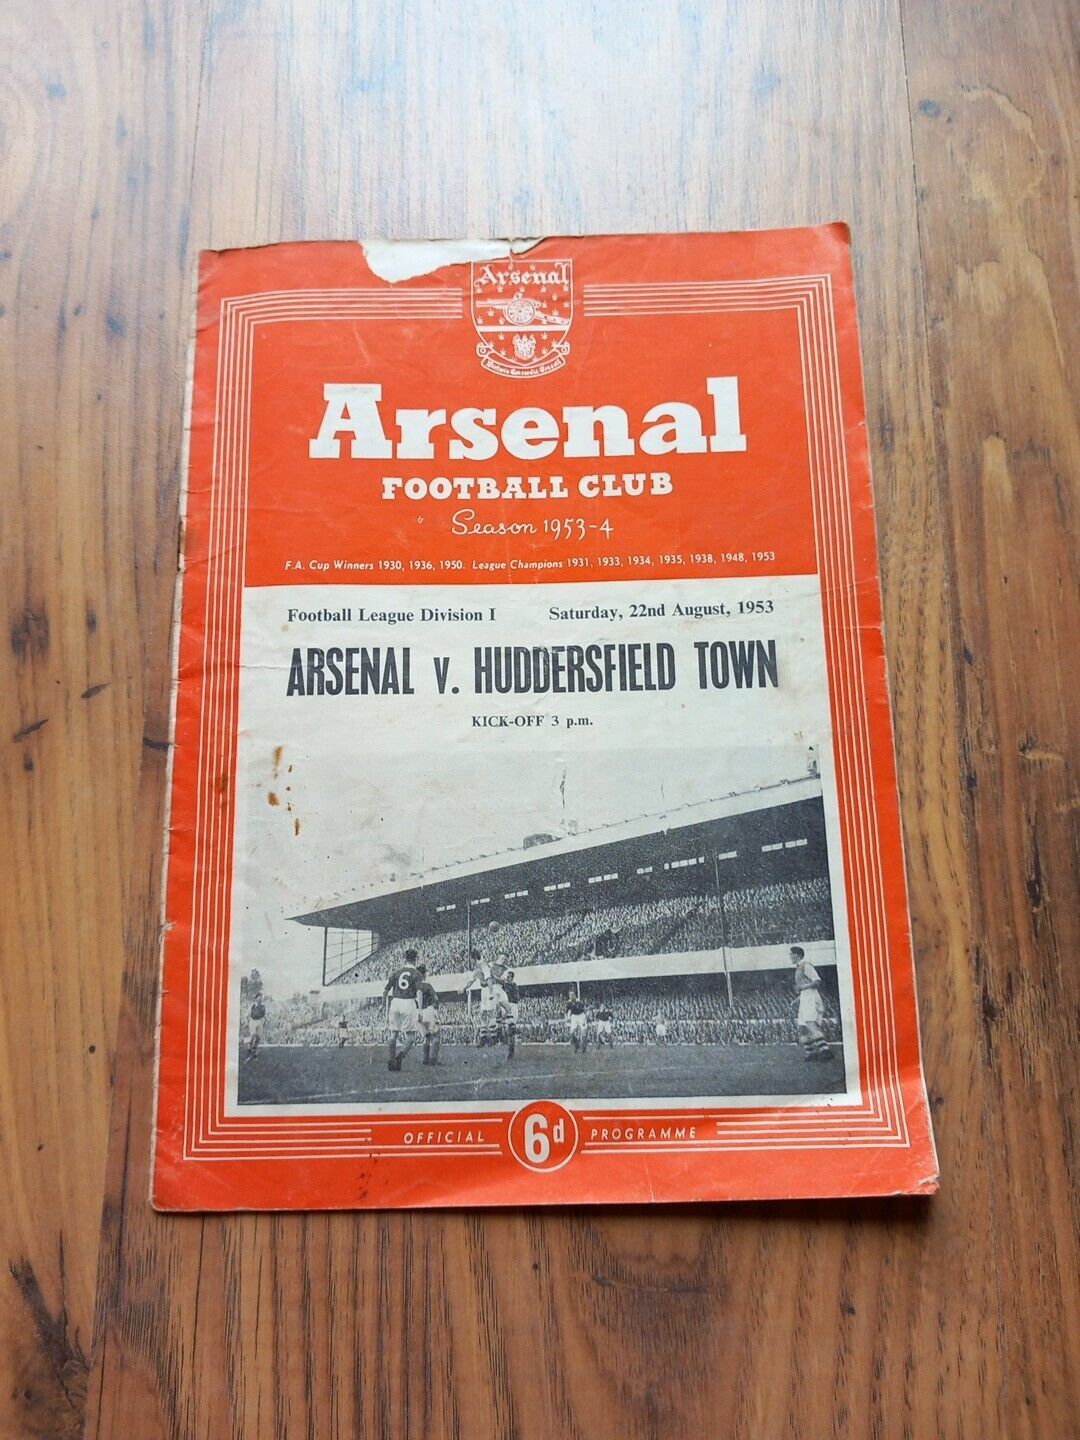 Arsenal
Arsenal
FOOTBALL CLUB
Season 1953-4
F.A. Cup Winners 1930, 1936, 1950. League Champions 1931, 1933, 1934, 1935, 1938, 1948, 1953
Football League Division I Saturday, 22nd August, 1953
ARSENAL v. HUDDERSFIELD TOWN
KICK-OFF 3 p.m.
6
OFFICIAL 6d PROGRAMME